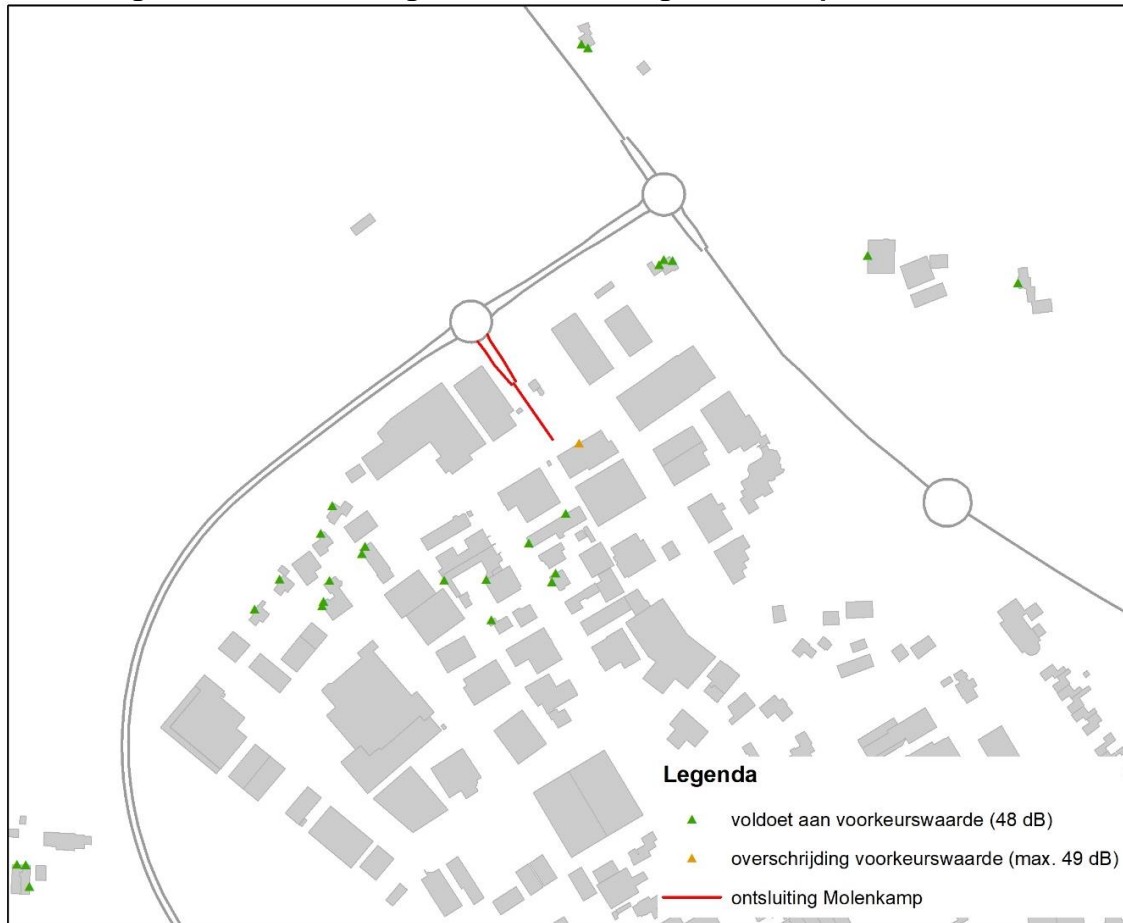 Legenda
voldoet aan voorkeurswaarde (48 dB)
overschrijding voorkeurswaarde (max. 49 dB)
ontsluiting Molenkamp